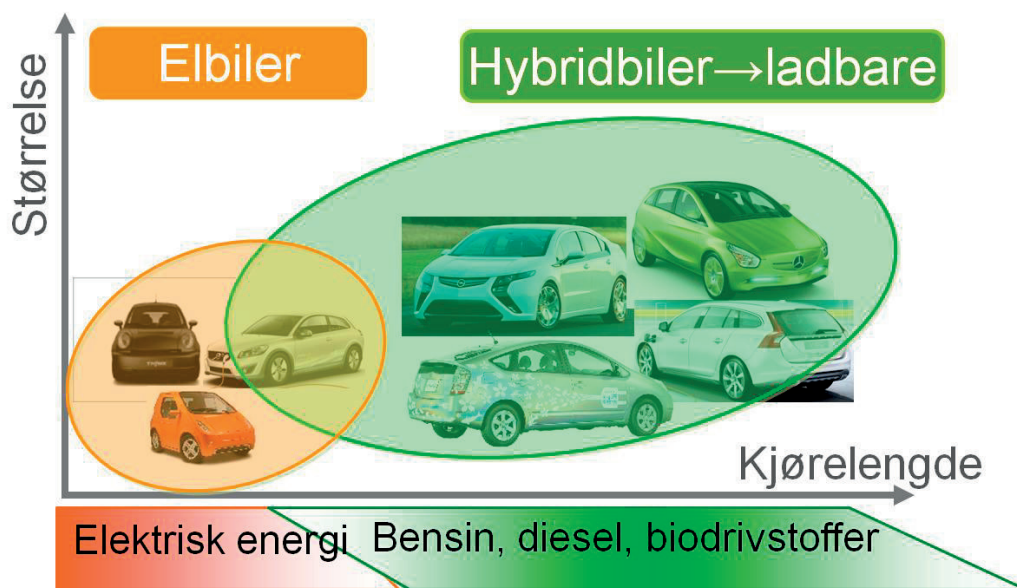 Elbiler
Hybridbiler→ladbare
Størrelse
Kjørelengde
Elektrisk energi
Bensin, diesel, biodrivstoffer